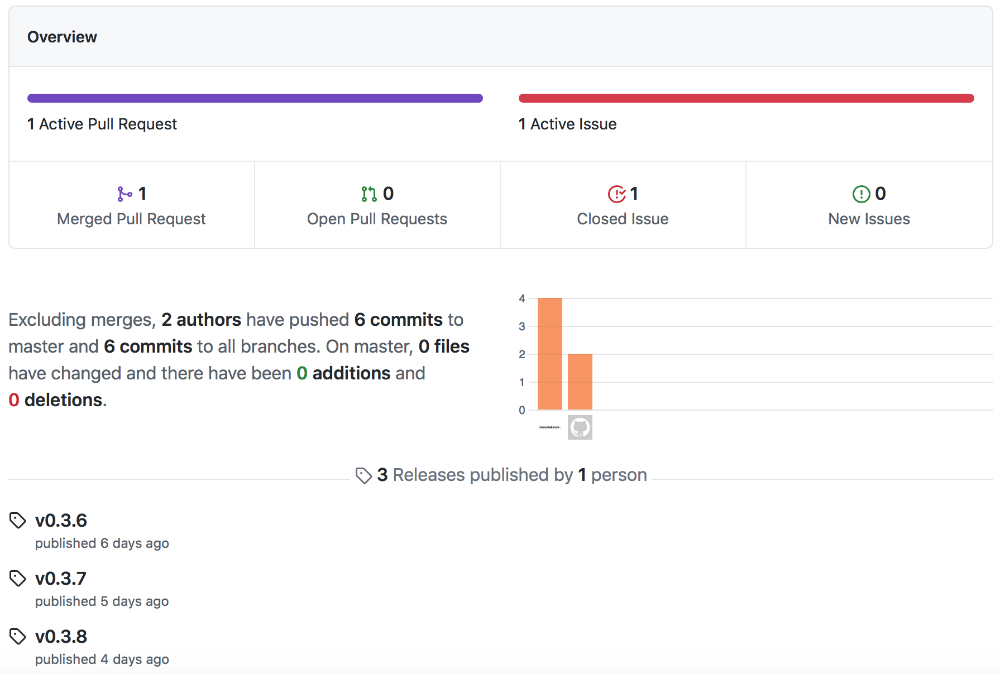 Overview
1 Active Pull Request
1 Active Issue
1
Merged Pull Request
0
Open Pull Requests
1
Closed Issue
0
New Issues
Excluding merges, 2 authors have pushed 6 commits to
master and 6 commits to all branches. On master, 0 files
have changed and there have been 0 additions and
0 deletions.
4
3
2
1
0
karneliuk.com.
3 Releases published by 1 person
v0.3.6
published 6 days ago
v0.3.7
published 5 days ago
v0.3.8
published 4 days ago